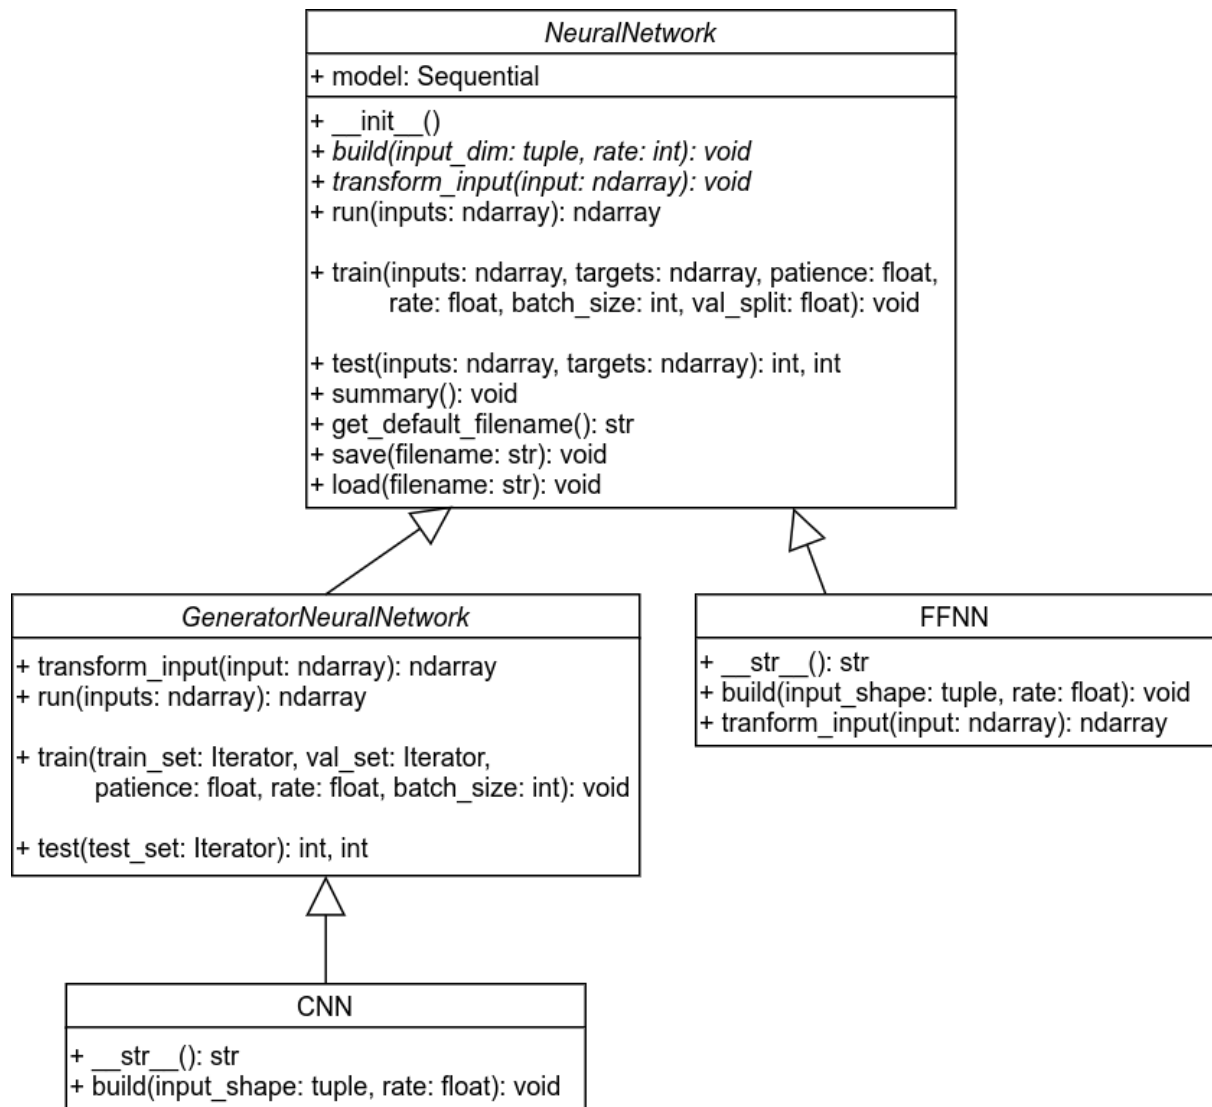 NeuralNetwork
+ model: Sequential
+ __init__()
+ build(input_dim: tuple, rate: int): void
+ transform_input(input: ndarray): void
+ run(inputs: ndarray): ndarray
+ train(inputs: ndarray, targets: ndarray, patience: float,
rate: float, batch_size: int, val_split: float): void
+ test(inputs: ndarray, targets: ndarray): int, int
+ summary(): void
+ get_default_filename(): str
+ save(filename: str): void
+ load(filename: str): void
GeneratorNeuralNetwork
+ transform_input(input: ndarray): ndarray
+ run(inputs: ndarray): ndarray
+ train(train_set: Iterator, val_set: Iterator,
patience: float, rate: float, batch_size: int): void
+ test(test_set: Iterator): int, int
FFNN
+ __str__(): str
+ build(input_shape: tuple, rate: float): void
+ tranform_input(input: ndarray): ndarray
CNN
+ __str__(): str
+ build(input_shape: tuple, rate: float): void